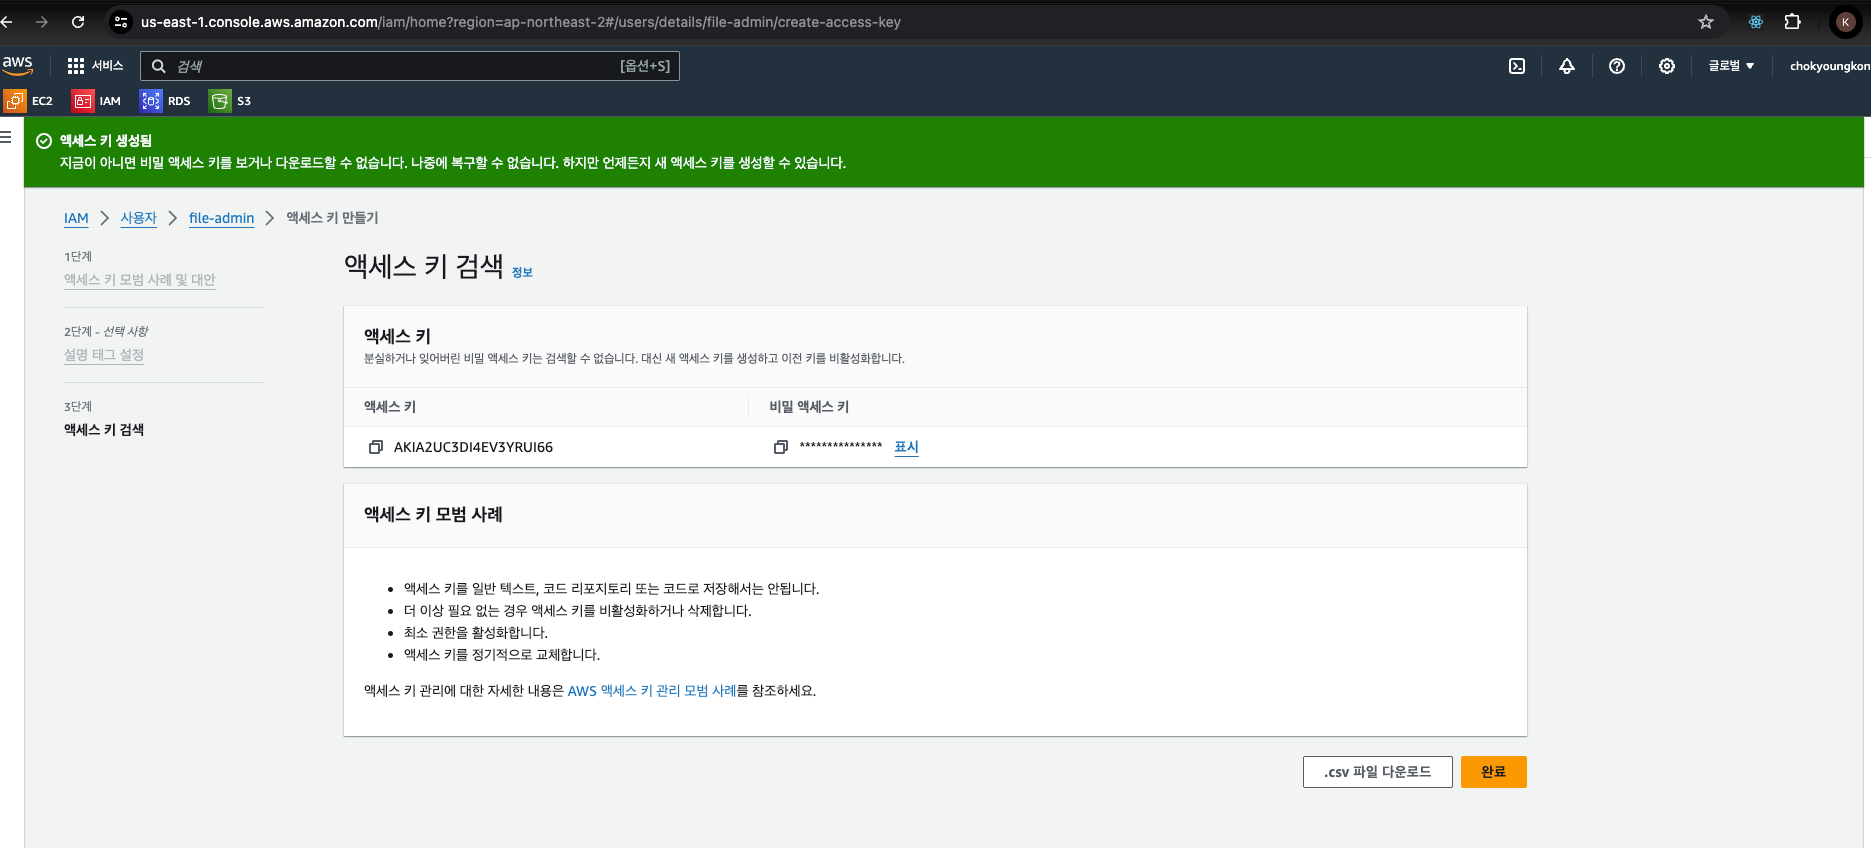 us-east-1.console.aws.amazon.com/iam/home?region=ap-northeast-2#/users/details/file-admin/create-access-key
K
aws
서비스
검색
[옵션+S]
글로벌
chokyoungkon
EC2
IAM
RDS
S3
액세스 키 생성됨
지금이 아니면 비밀 액세스 키를 보거나 다운로드할 수 없습니다. 나중에 복구할 수 없습니다. 하지만 언제든지 새 액세스 키를 생성할 수 있습니다.
IAM
사용자
file-admin
액세스 키 만들기
1단계
액세스 키 모범 사례 및 대안
2단계 - 선택 사항
설명 태그 설정
3단계
액세스 키 검색
액세스 키 검색 정보
액세스 키
분실하거나 잊어버린 비밀 액세스 키는 검색할 수 없습니다. 대신 새 액세스 키를 생성하고 이전 키를 비활성화합니다.
액세스 키
비밀 액세스 키
AKIA2UC3DI4EV3YRUI66
*************** 표시
액세스 키 모범 사례
• 액세스 키를 일반 텍스트, 코드 리포지토리 또는 코드로 저장해서는 안됩니다.
• 더 이상 필요 없는 경우 액세스 키를 비활성화하거나 삭제합니다.
• 최소 권한을 활성화합니다.
• 액세스 키를 정기적으로 교체합니다.
액세스 키 관리에 대한 자세한 내용은 AWS 액세스 키 관리 모범 사례를 참조하세요.
.csv 파일 다운로드
완료